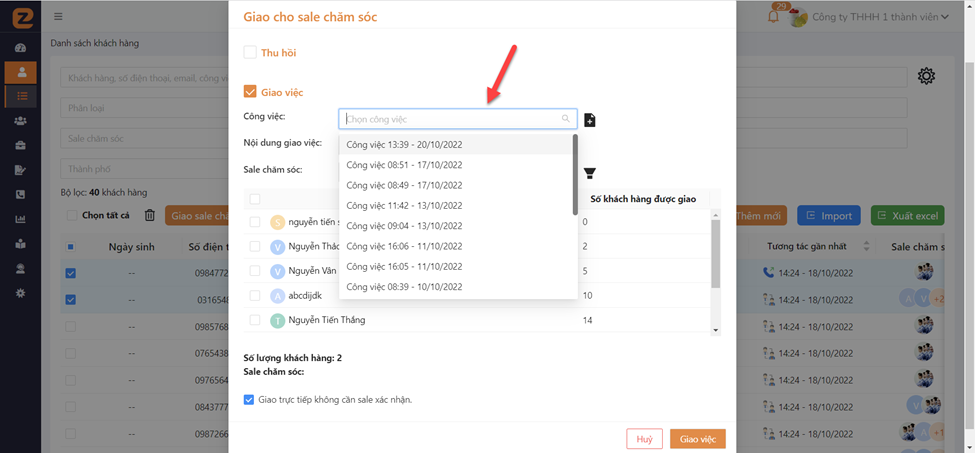 Giao cho sale chăm sóc
29
Công ty THHH 1 thành viên
Danh sách khách hàng
Thu hồi
Khách hàng, số điện thoại, email, công vi
Giao việc
Phân loại
Công việc:
Chọn công việc
Sale chăm sóc
Nội dung giao việc:
Công việc 13:39 - 20/10/2022
Thành phố
Sale chăm sóc:
Công việc 08:51 - 17/10/2022
Bộ lọc: 40 khách hàng
Công việc 08:49 - 17/10/2022
Số khách hàng được giao
Chọn tất cả
Giao sale chă
Công việc 11:42 - 13/10/2022
Thêm mới
Import
Xuất excel
S
nguyễn tiến s
Công việc 09:04 - 13/10/2022
0
Ngày sinh
Số điện t
V
Nguyễn Thảo
Công việc 16:06 - 11/10/2022
2
Tương tác gần nhất
Sale chăm s
--
098477
V
Nguyễn Văn
Công việc 16:05 - 11/10/2022
5
14:24 - 18/10/2022
--
031654
A
abcdijdk
Công việc 08:39 - 10/10/2022
10
14:24 - 18/10/2022
A
V
+2
--
098576
T
Nguyễn Tiến Thắng
14
14:24 - 18/10/2022
--
076543
14:24 - 18/10/2022
Số lượng khách hàng: 2
Sale chăm sóc:
--
097656
14:24 - 18/10/2022
Giao trực tiếp không cần sale xác nhận.
--
084377
14:24 - 18/10/2022
V
--
098726
Huỷ
Giao việc
14:24 - 18/10/2022
A
+